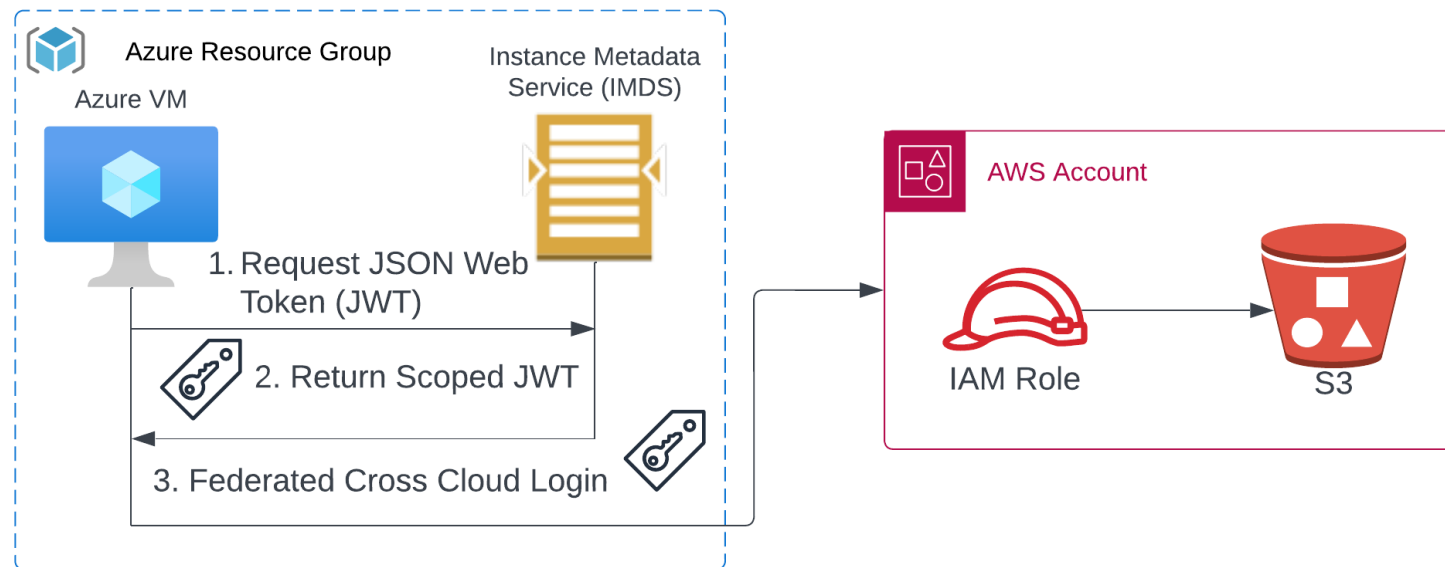 Azure Resource Group
Instance Metadata
Service (IMDS)
Azure VM
1. Request JSON Web
Token (JWT)
2. Return Scoped JWT
3. Federated Cross Cloud Login
AWS Account
IAM Role
S3